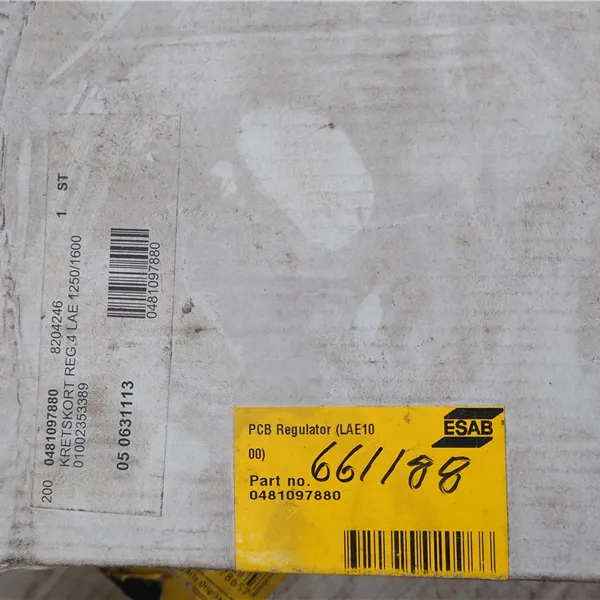 200 0481097880 8204246 1 ST
KRETSKORT REG.4 LAE 1250/1600
01002353389
05 0631113
0481097880
PCB Regulator (LAE10
00)
ESAB
661188
Part no.
0481097880